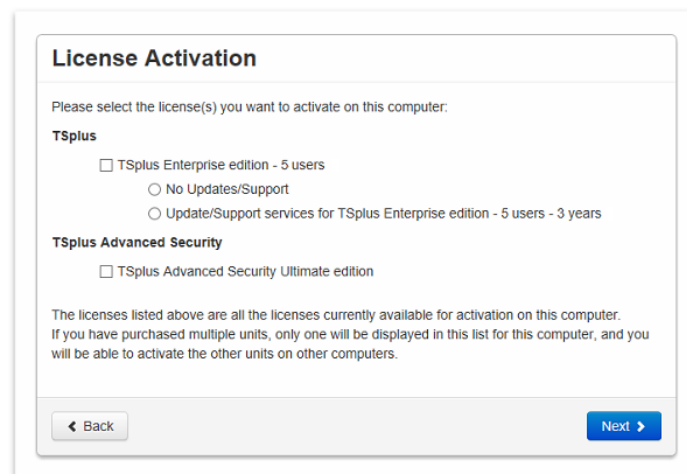 License Activation
Please select the license(s) you want to activate on this computer:
TSplus
TSplus Enterprise edition - 5 users
No Updates/Support
Update/Support services for TSplus Enterprise edition - 5 users - 3 years
TSplus Advanced Security
TSplus Advanced Security Ultimate edition
The licenses listed above are all the licenses currently available for activation on this computer.
If you have purchased multiple units, only one will be displayed in this list for this computer, and you
will be able to activate the other units on other computers.
Back
Next